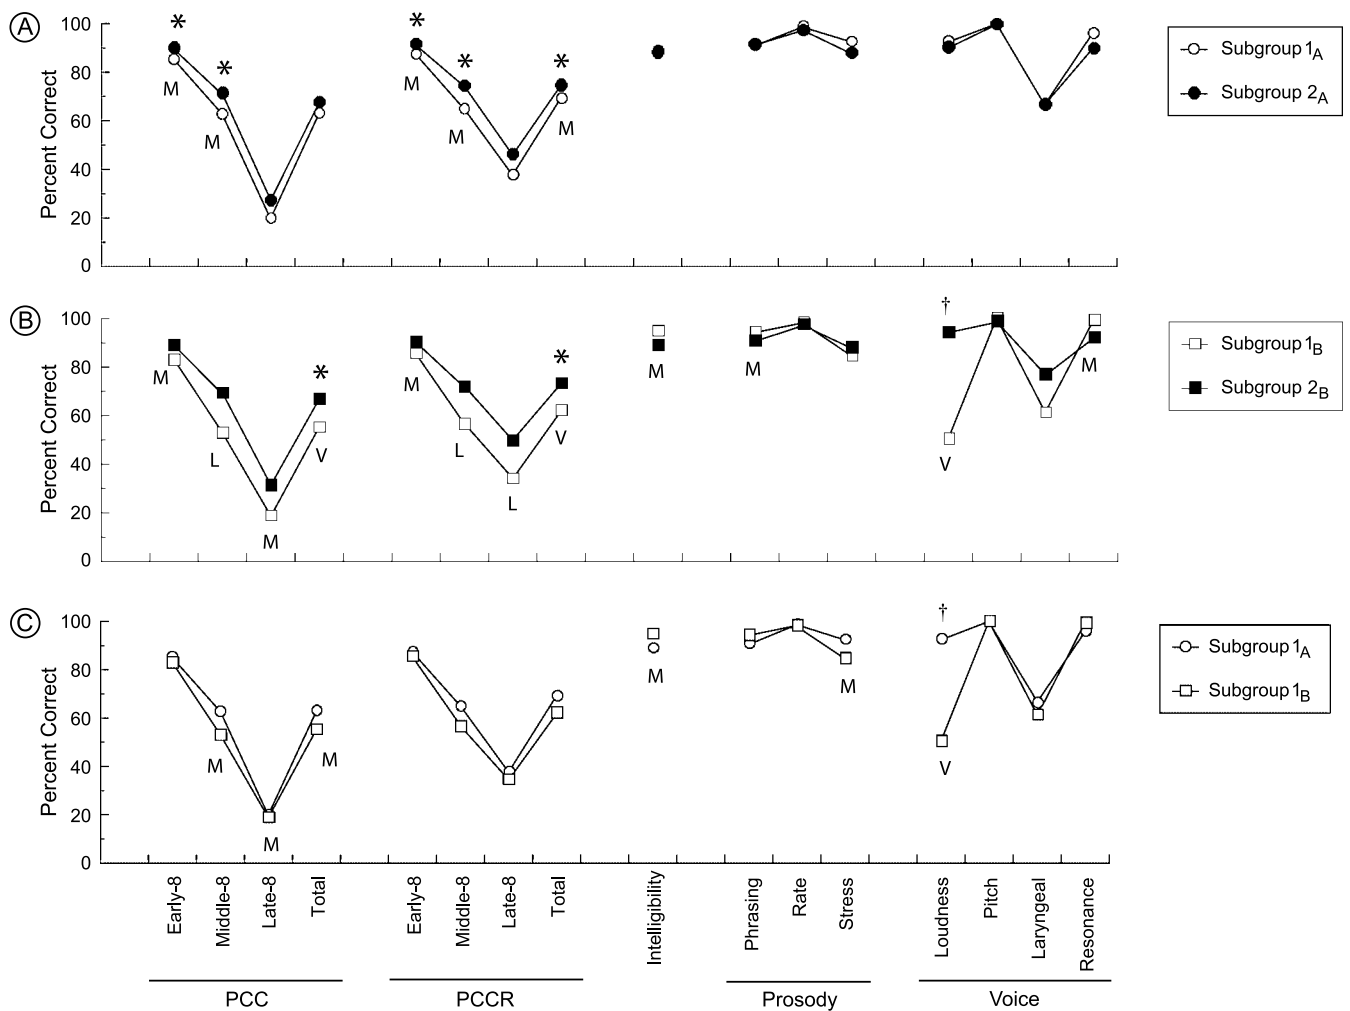 A
Percent Correct
100
80
60
40
20
0
* * * * *
M M M M M
Subgroup 1A
Subgroup 2A
B
Percent Correct
100
80
60
40
20
0
* * †
M L M V M L L V M M V M
Subgroup 1B
Subgroup 2B
C
Percent Correct
100
80
60
40
20
0
†
M M M M M V
Subgroup 1A
Subgroup 1B
Early-8
Middle-8
Late-8
Total
Early-8
Middle-8
Late-8
Total
Intelligibility
Phrasing
Rate
Stress
Loudness
Pitch
Laryngeal
Resonance
PCC
PCCR
Prosody
Voice